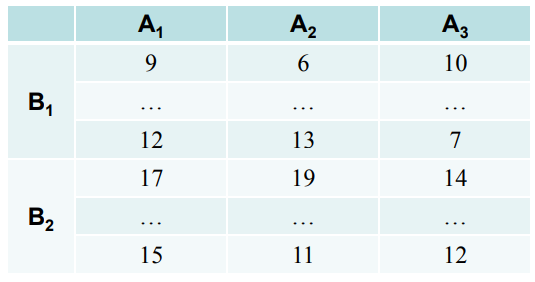 A₁ A₂ A₃
9 6 10
B₁
… … …
12 13 7
17 19 14
B₂
… … …
15 11 12